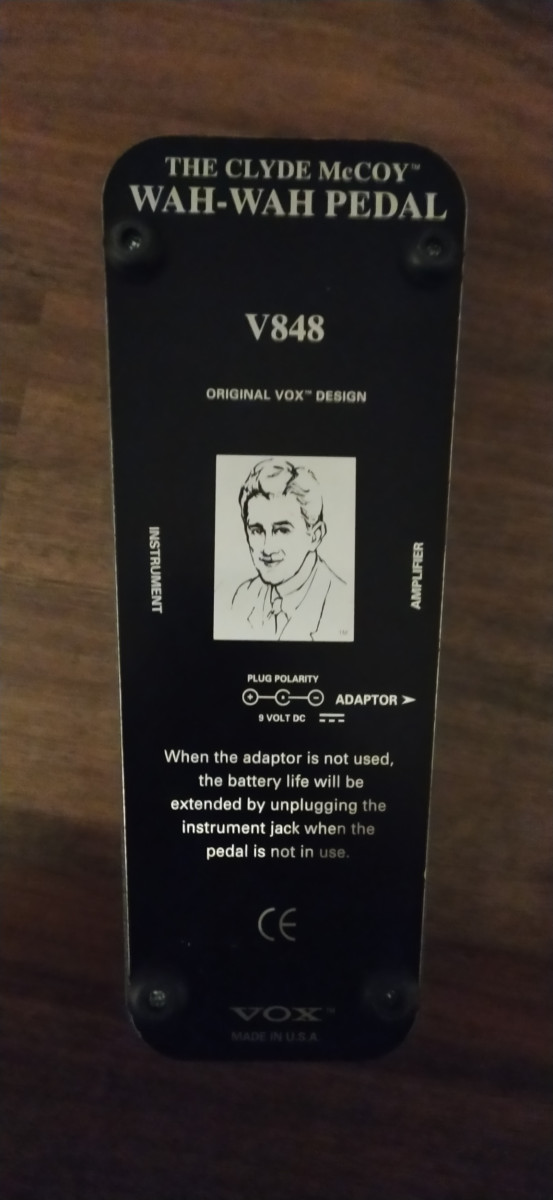 THE CLYDE McCOY™
WAH-WAH PEDAL
V848
ORIGINAL VOX™ DESIGN
INSTRUMENT
AMPLIFIER
TM
PLUG POLARITY
ADAPTOR
9 VOLT DC
When the adaptor is not used,
the battery life will be
extended by unplugging the
instrument jack when the
pedal is not in use.
CE
VOX™
MADE IN U.S.A.